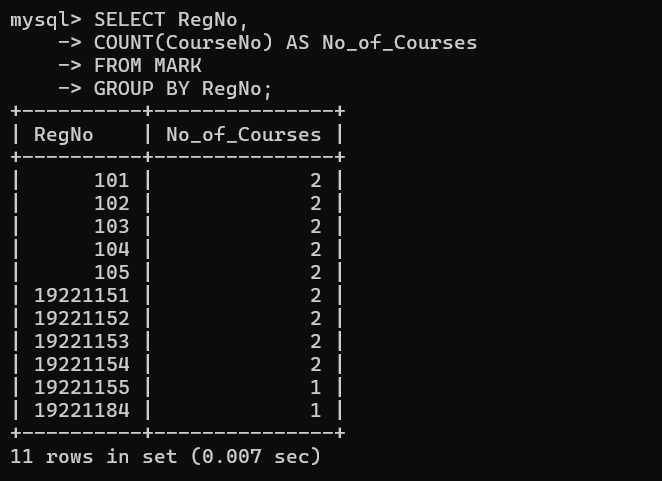 mysql> SELECT RegNo,
    -> COUNT(CourseNo) AS No_of_Courses
    -> FROM MARK
    -> GROUP BY RegNo;
+----------+---------------+
| RegNo    | No_of_Courses |
+----------+---------------+
|      101 |             2 |
|      102 |             2 |
|      103 |             2 |
|      104 |             2 |
|      105 |             2 |
| 19221151 |             2 |
| 19221152 |             2 |
| 19221153 |             2 |
| 19221154 |             2 |
| 19221155 |             1 |
| 19221184 |             1 |
+----------+---------------+
11 rows in set (0.007 sec)